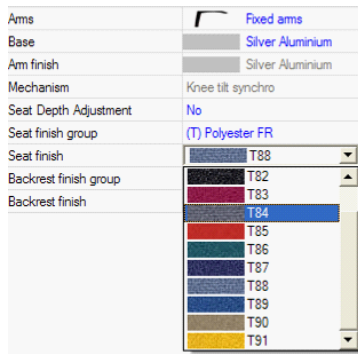 Arms Fixed arms
Base Silver Aluminium
Arm finish Silver Aluminium
Mechanism Knee tilt synchro
Seat Depth Adjustment No
Seat finish group (T) Polyester FR
Seat finish T88
Backrest finish group T82
T83
Backrest finish
T84
T85
T86
T87
T88
T89
T90
T91